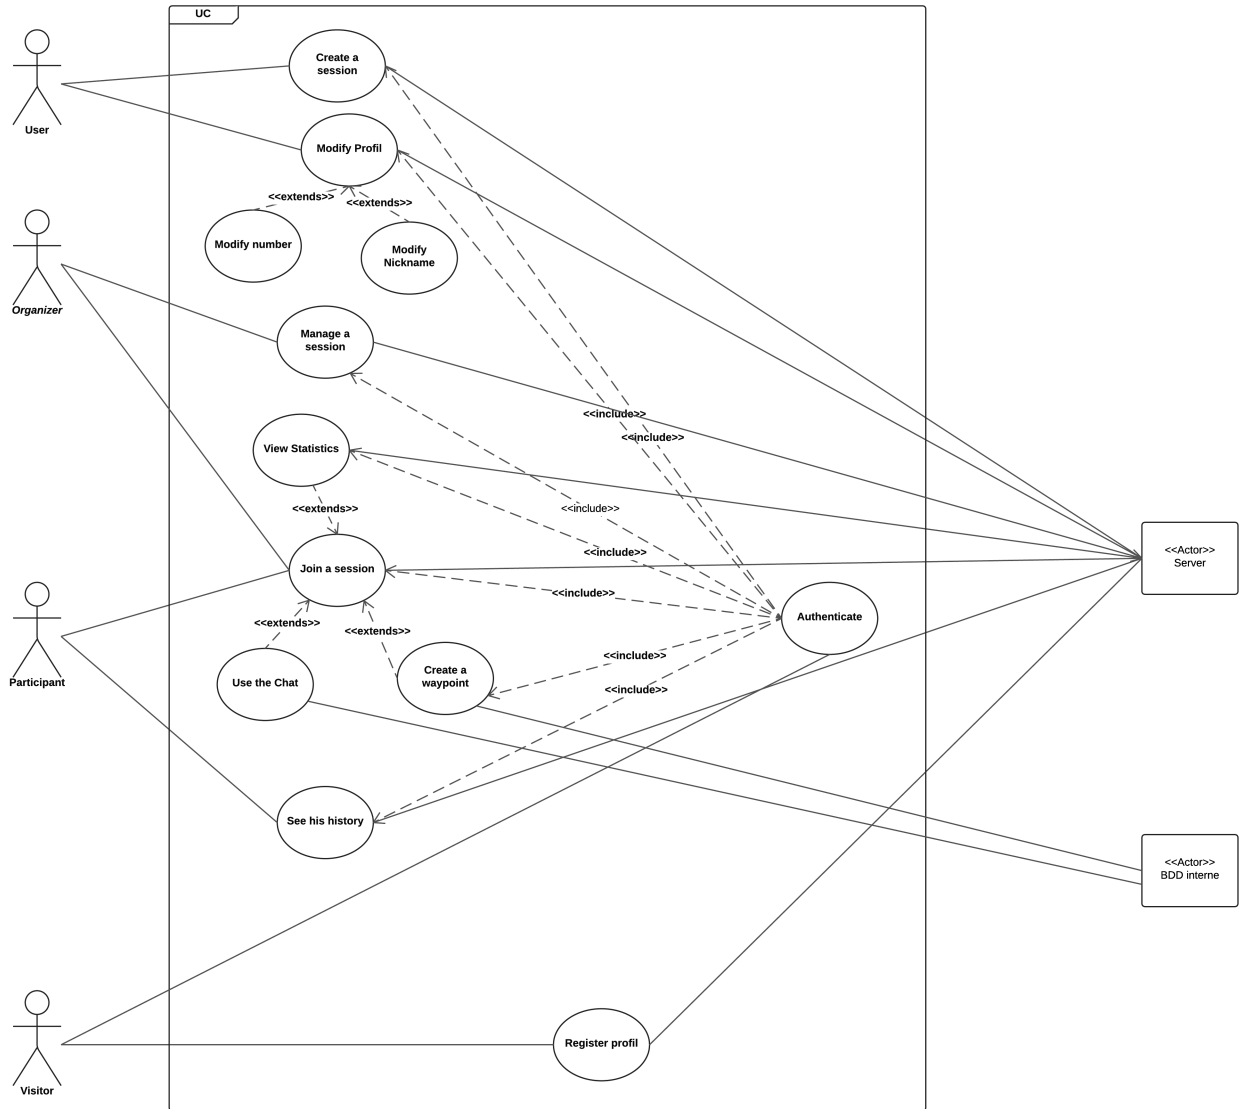 UC
Create a
session
User
Modify Profil
<<extends>>
<<extends>>
Modify number
Modify
Nickname
Organizer
Manage a
session
<<include>>
<<include>>
View Statistics
<<extends>>
<<include>>
<<include>>
<<Actor>>
Server
Join a session
<<include>>
Authenticate
<<extends>>
<<extends>>
<<include>>
Participant
Use the Chat
Create a
waypoint
<<include>>
See his history
<<Actor>>
BDD interne
Register profil
Visitor